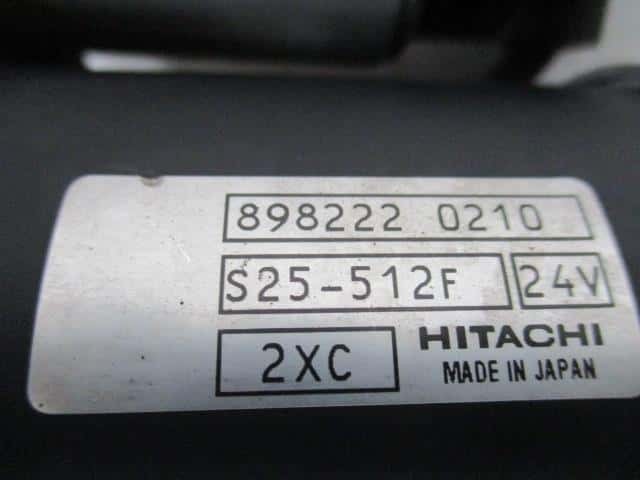 898222 0210
S25-512F 24V
2XC HITACHI
MADE IN JAPAN